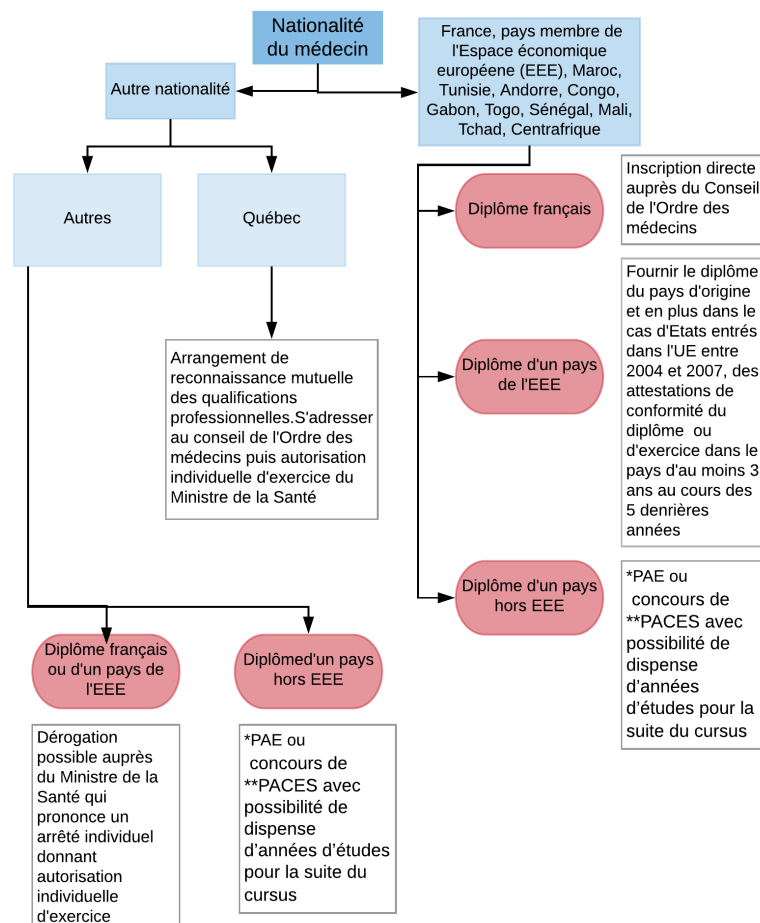 Nationalité
du médecin
Autre nationalité
France, pays membre de
l'Espace économique
européene (EEE), Maroc,
Tunisie, Andorre, Congo,
Gabon, Togo, Sénégal, Mali,
Tchad, Centrafrique
Autres
Québec
Arrangement de
reconnaissance mutuelle
des qualifications
professionnelles.S'adresser
au conseil de l'Ordre des
médecins puis autorisation
individuelle d'exercice du
Ministre de la Santé
Diplôme français
Inscription directe
auprès du Conseil
de l'Ordre des
médecins
Diplôme d'un pays
de l'EEE
Fournir le diplôme
du pays d'origine
et en plus dans le
cas d'Etats entrés
dans l'UE entre
2004 et 2007, des
attestations de
conformité du
diplôme ou
d'exercice dans le
pays d'au moins 3
ans au cours des
5 denrières
années
Diplôme d'un pays
hors EEE
*PAE ou
concours de
**PACES avec
possibilité de
dispense
d'années
d'études pour la
suite du cursus
Diplôme français
ou d'un pays de
l'EEE
Dérogation
possible auprès
du Ministre de la
Santé qui
prononce un
arrêté individuel
donnant
autorisation
individuelle
d'exercice
Diplômed'un pays
hors EEE
*PAE ou
concours de
**PACES avec
possibilité de
dispense
d'années d'études
pour la suite du
cursus